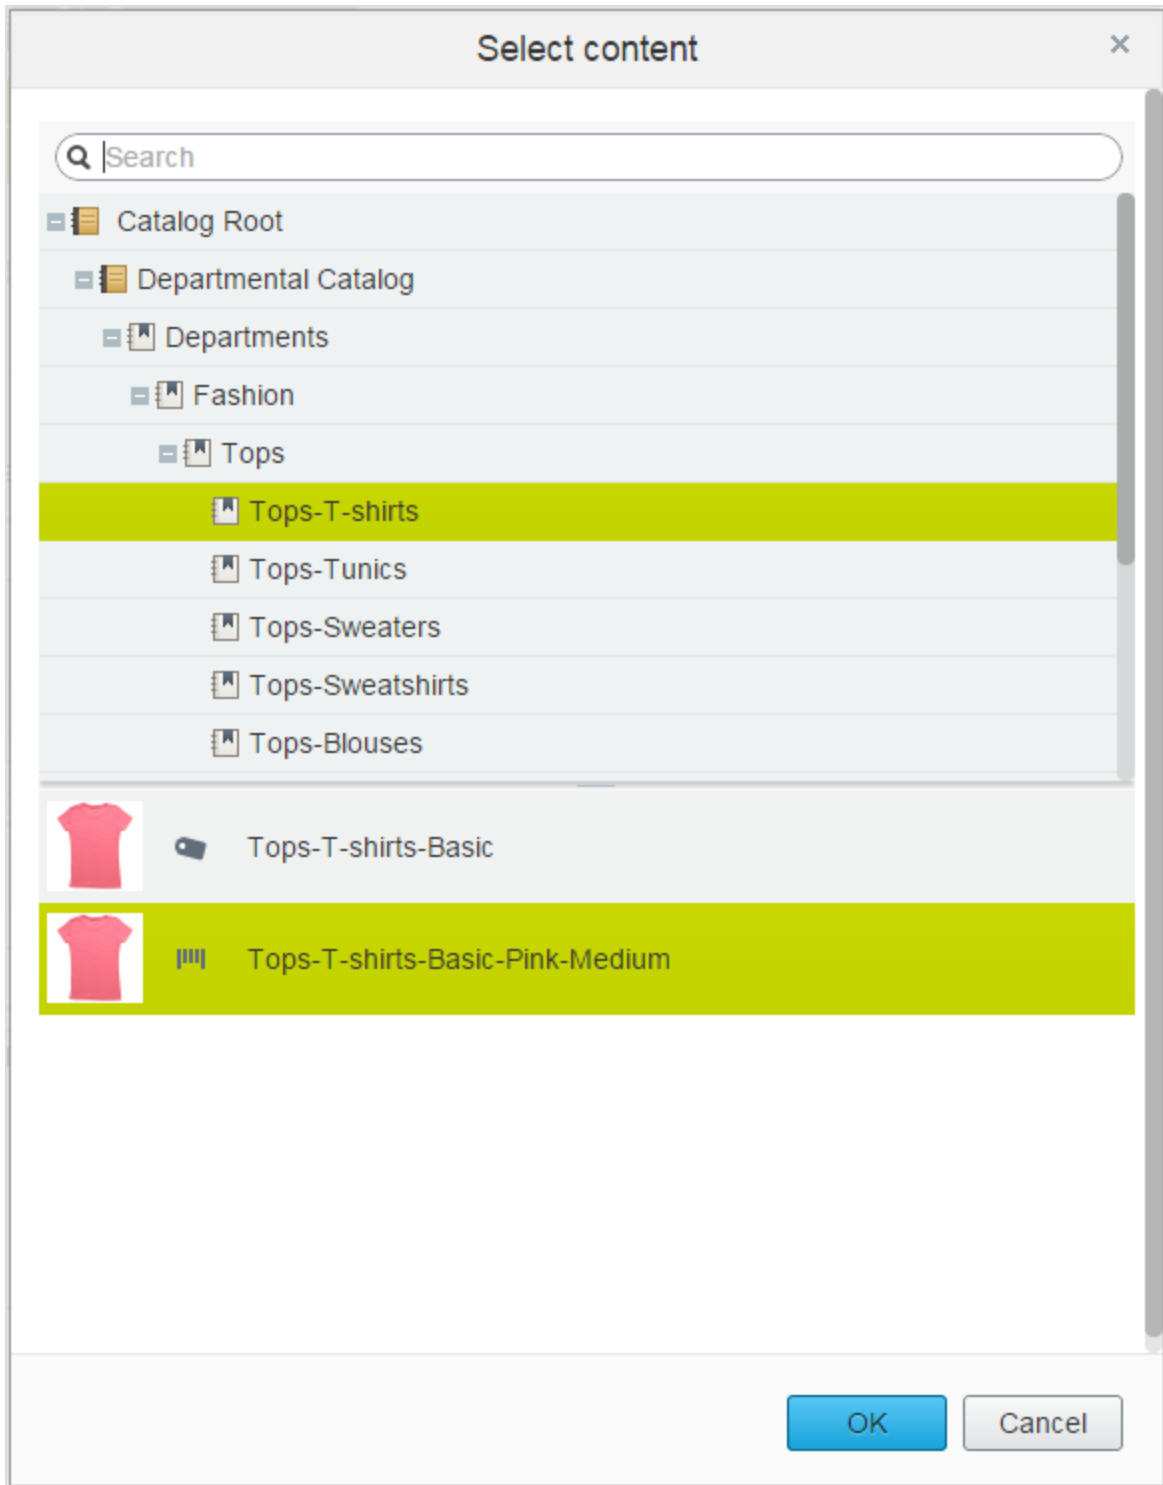 Select content
Search
Catalog Root
Departmental Catalog
Departments
Fashion
Tops
Tops-T-shirts
Tops-Tunics
Tops-Sweaters
Tops-Sweatshirts
Tops-Blouses
Tops-T-shirts-Basic
Tops-T-shirts-Basic-Pink-Medium
OK Cancel